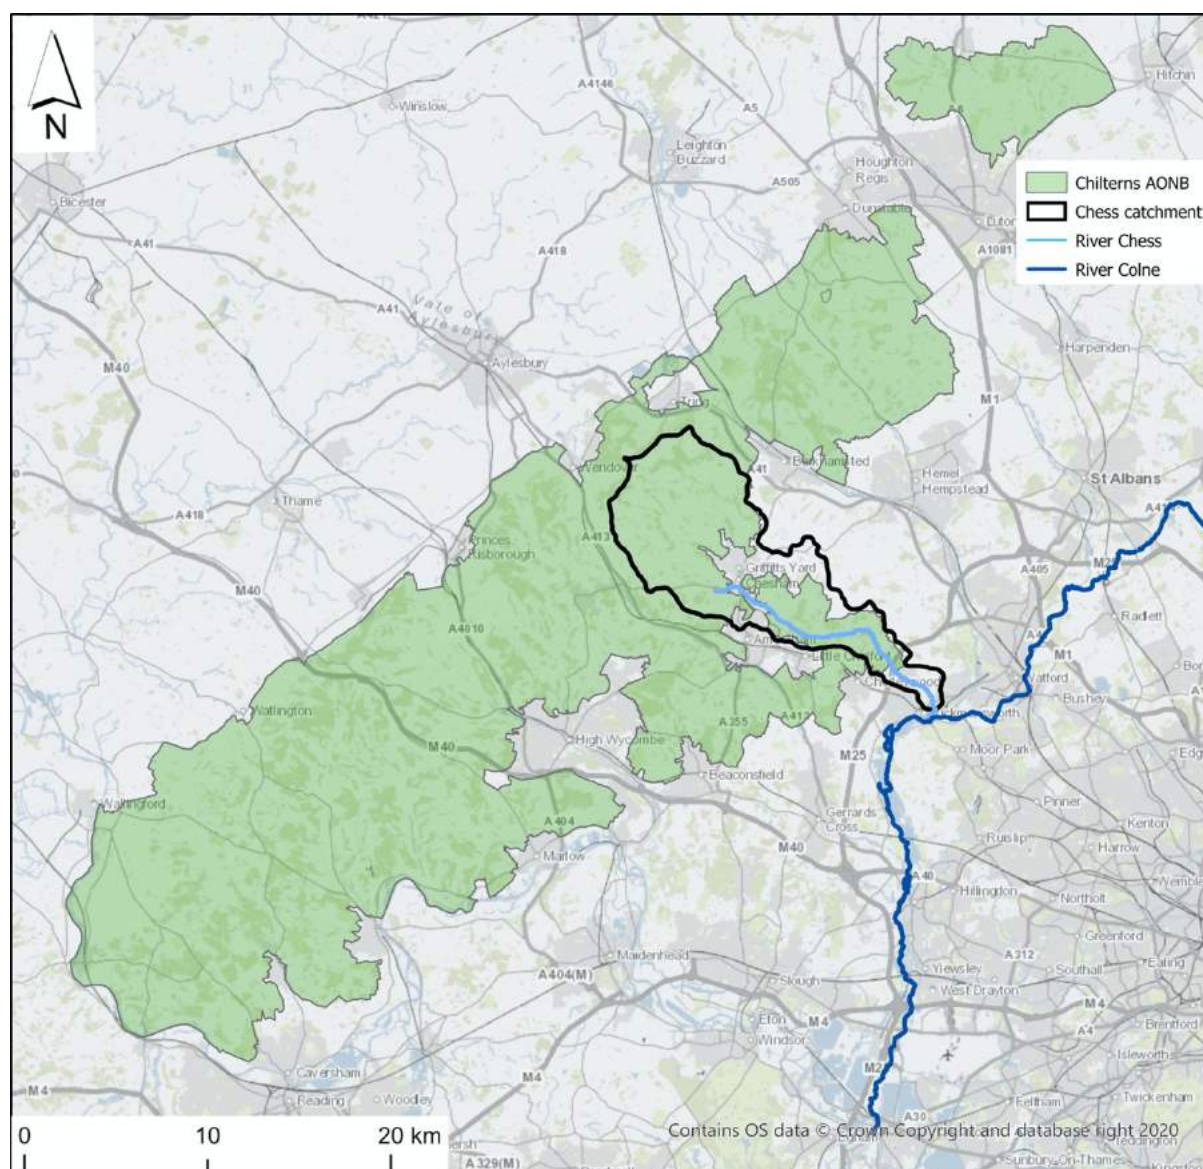 A421
A4146
A5
Hitchin
N
Winslow
Leighton
Buzzard
Houghton
Regis
A505
Dunstable
Luton
A1081
Chilterns AONB
Chess catchment
River Chess
River Colne
Bicester
A41
A418
Vale of
Aylesbury
A41
Aylesbury
M40
Harpenden
M1
Tring
Wendover
A41
Berkhamsted
Hemel
Hempstead
St Albans
Thame
A418
Princes
Risborough
A413
Griffitts Yard
Chesham
A405
Radlett
M40
A4010
Amersham
Little Chalfont
Chorleywood
M1
Watford
Bushey
Rickmansworth
Watlington
A355
A413
High Wycombe
M40
M25
Moor Park
Beaconsfield
Wallingford
Gerrards
Cross
Pinner
Kenton
A404
Ruislip
Harrow
Marlow
M40
A40
Hillingdon
Northolt
Greenford
Maidenhead
A404(M)
A312
Yiewsley
Southall
Ealing
Slough
West Drayton
M4
Eton
M4
Windsor
A4
Brentford
Isleworth
M4
M4
Caversham
Reading
Woodley
Feltham
Twickenham
A30
Contains OS data © Crown Copyright and database right 2020
Teddington
0 10 20 km
A329(M)
Sunbury-On-Thames